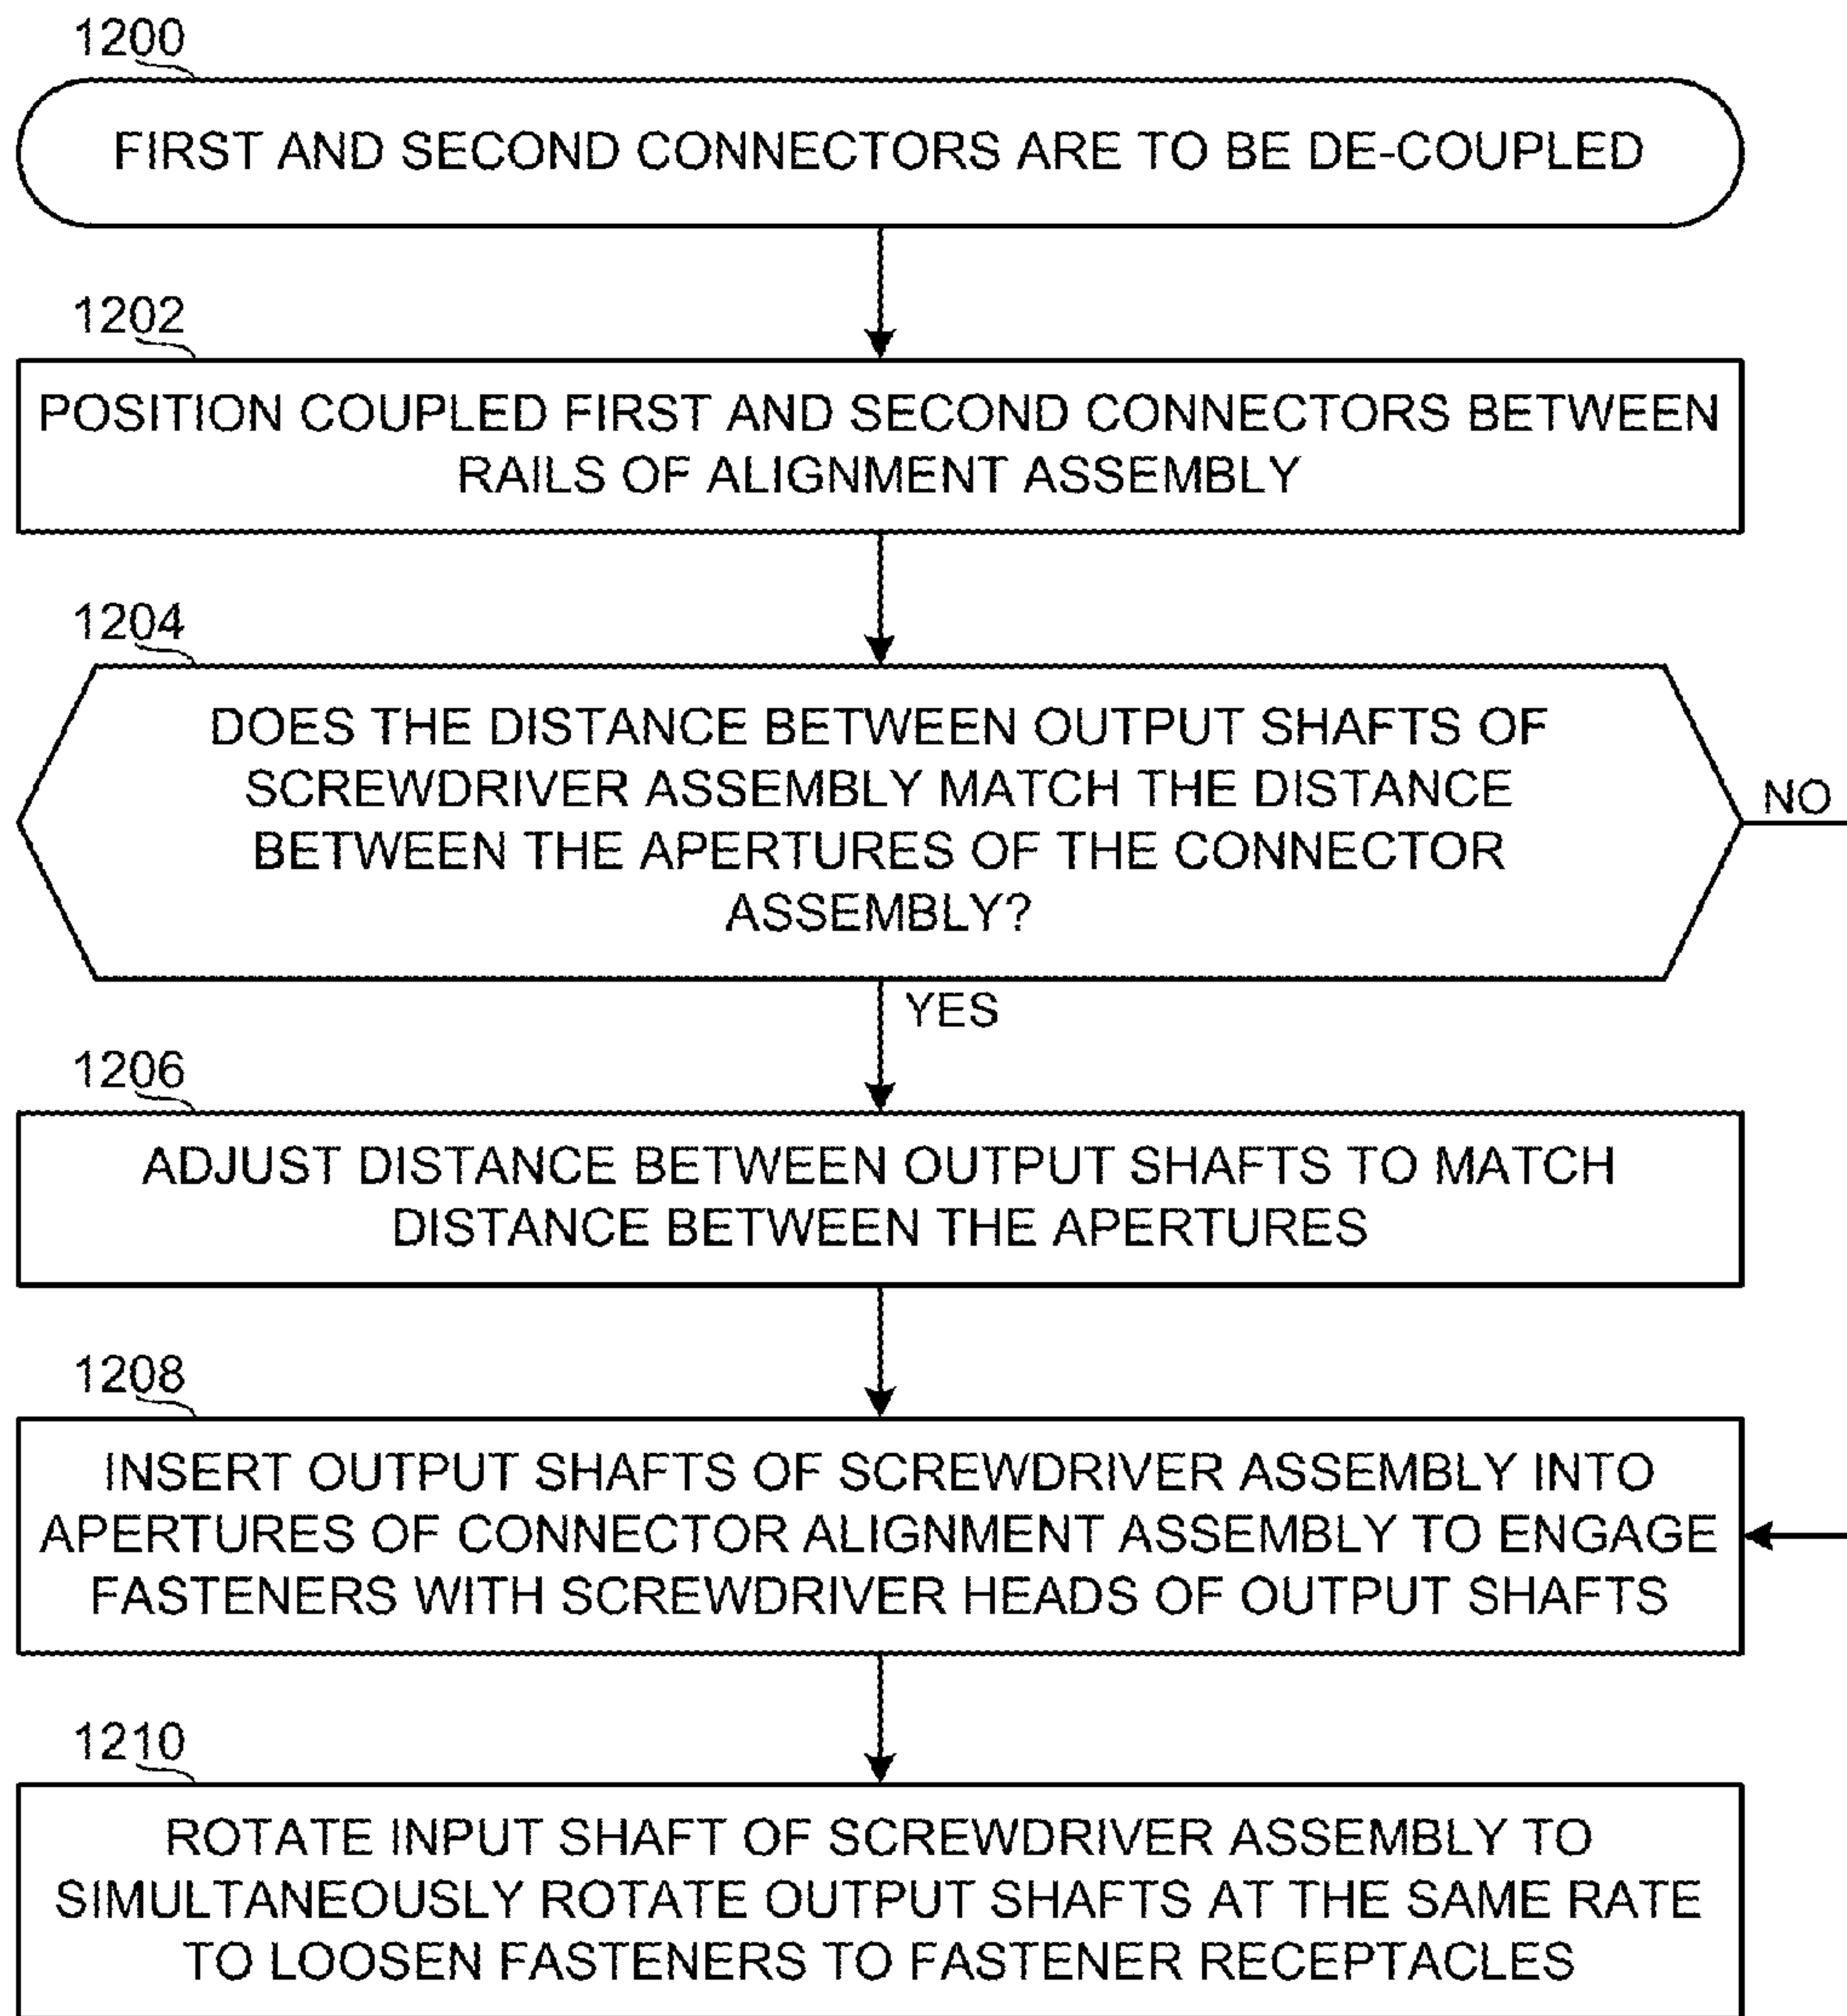 1200
FIRST AND SECOND CONNECTORS ARE TO BE DE-COUPLED
1202
POSITION COUPLED FIRST AND SECOND CONNECTORS BETWEEN
RAILS OF ALIGNMENT ASSEMBLY
1204
DOES THE DISTANCE BETWEEN OUTPUT SHAFTS OF
SCREWDRIVER ASSEMBLY MATCH THE DISTANCE
BETWEEN THE APERTURES OF THE CONNECTOR
ASSEMBLY?
NO
YES
1206
ADJUST DISTANCE BETWEEN OUTPUT SHAFTS TO MATCH
DISTANCE BETWEEN THE APERTURES
1208
INSERT OUTPUT SHAFTS OF SCREWDRIVER ASSEMBLY INTO
APERTURES OF CONNECTOR ALIGNMENT ASSEMBLY TO ENGAGE
FASTENERS WITH SCREWDRIVER HEADS OF OUTPUT SHAFTS
1210
ROTATE INPUT SHAFT OF SCREWDRIVER ASSEMBLY TO
SIMULTANEOUSLY ROTATE OUTPUT SHAFTS AT THE SAME RATE
TO LOOSEN FASTENERS TO FASTENER RECEPTACLES